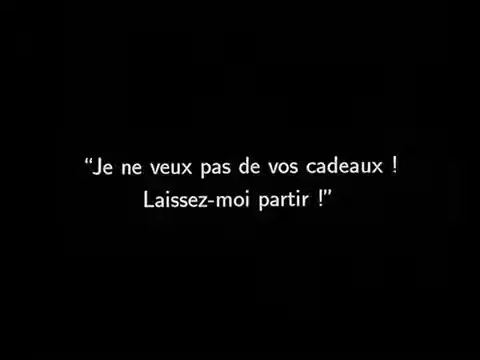 “Je ne veux pas de vos cadeaux !
Laissez-moi partir !”